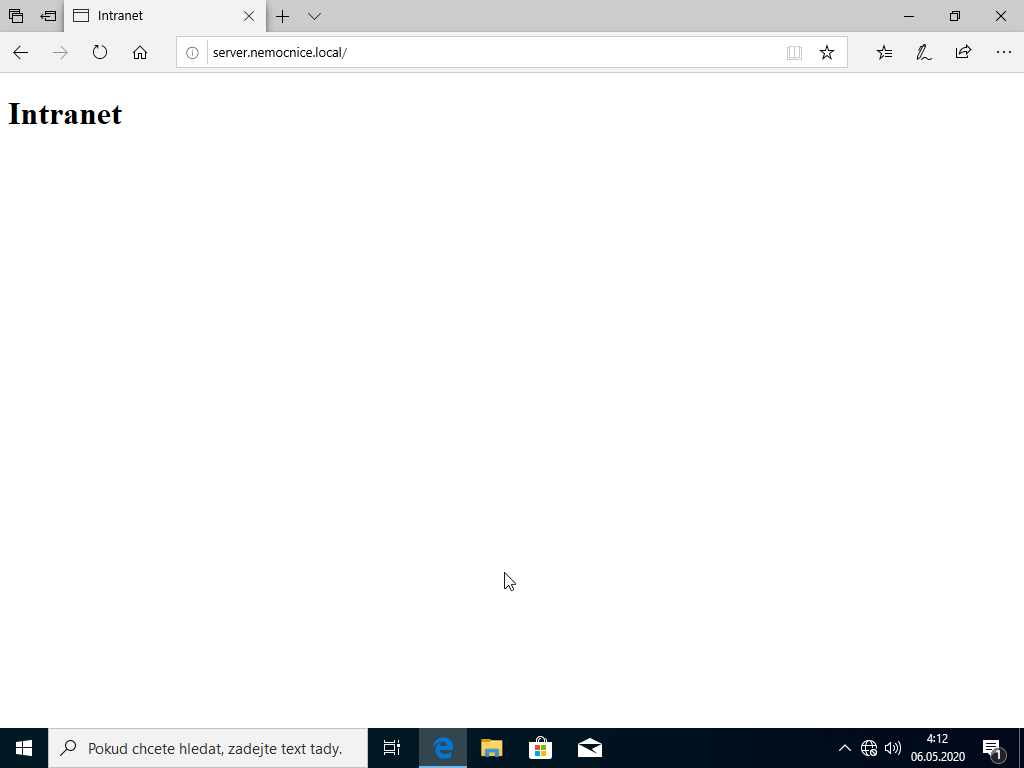 Intranet
server.nemocnice.local/
Intranet
Pokud chcete hledat, zadejte text tady.
4:12
06.05.2020
1